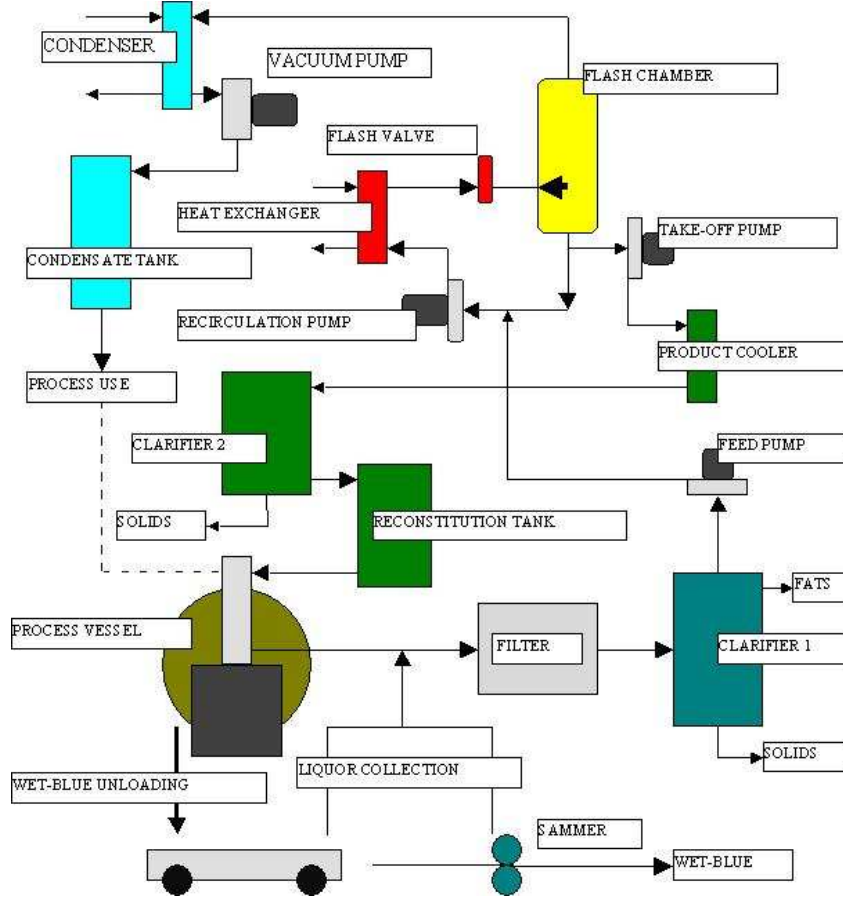 CONDENSER
VACUUM PUMP
FLASH CHAMBER
FLASH VALVE
HEAT EXCHANGER
TAKE-OFF PUMP
CONDENSATE TANK
RECIRCULATION PUMP
PRODUCT COOLER
PROCESS USE
CLARIFIER 2
FEED PUMP
SOLIDS
RECONSTITUTION TANK
FATS
PROCESS VESSEL
FILTER
CLARIFIER 1
SOLIDS
WET-BLUE UNLOADING
LIQUOR COLLECTION
SAMMER
WET-BLUE